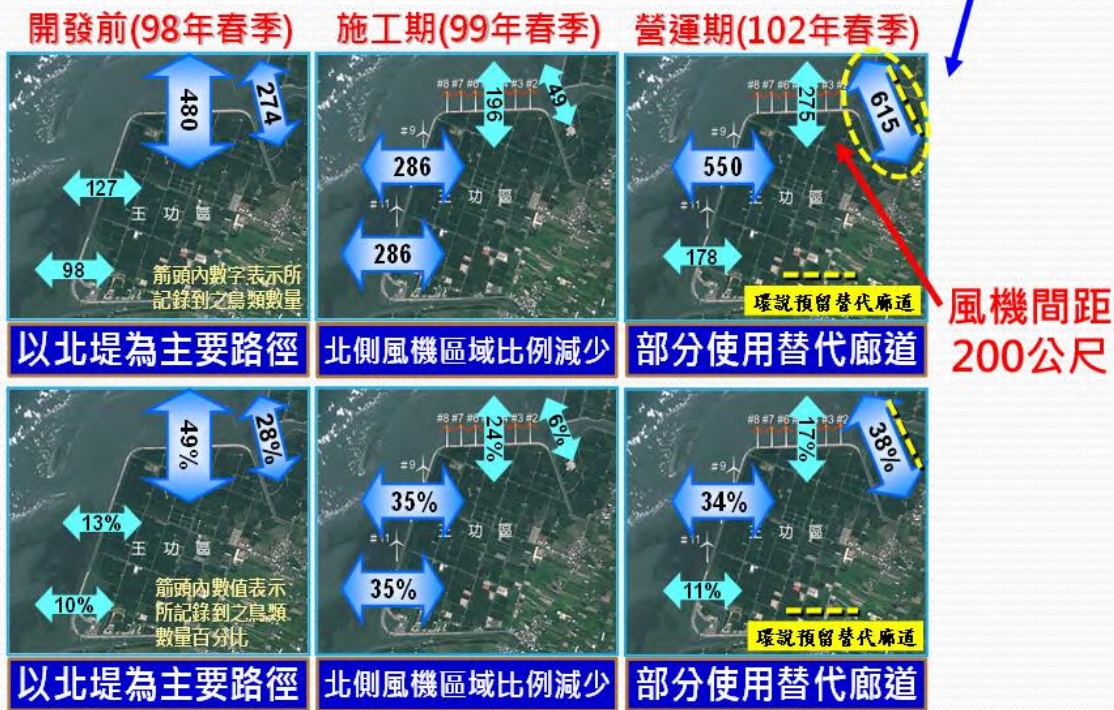 開發前(98年春季)
施工期(99年春季)
營運期(102年春季)
480
274
127
98
王功區
箭頭內數字表示所
記錄到之鳥類數量
以北堤為主要路徑
#8 #7 #6 #3 #2
196
49
#9
286
#11
286
北側風機區域比例減少
#8 #7 #6 #3 #2
275
615
#9
550
#11
王功區
178
環說預留替代廊道
部分使用替代廊道
風機間距
200公尺
49%
28%
13%
王功區
10%
箭頭內數值表示
所記錄到之鳥類
數量百分比
以北堤為主要路徑
#8 #7 #6 #3 #2
24%
6%
#9
35%
35%
北側風機區域比例減少
#8 #7 #6 #3 #2
17%
38%
#9
34%
#11
王功區
11%
環說預留替代廊道
部分使用替代廊道